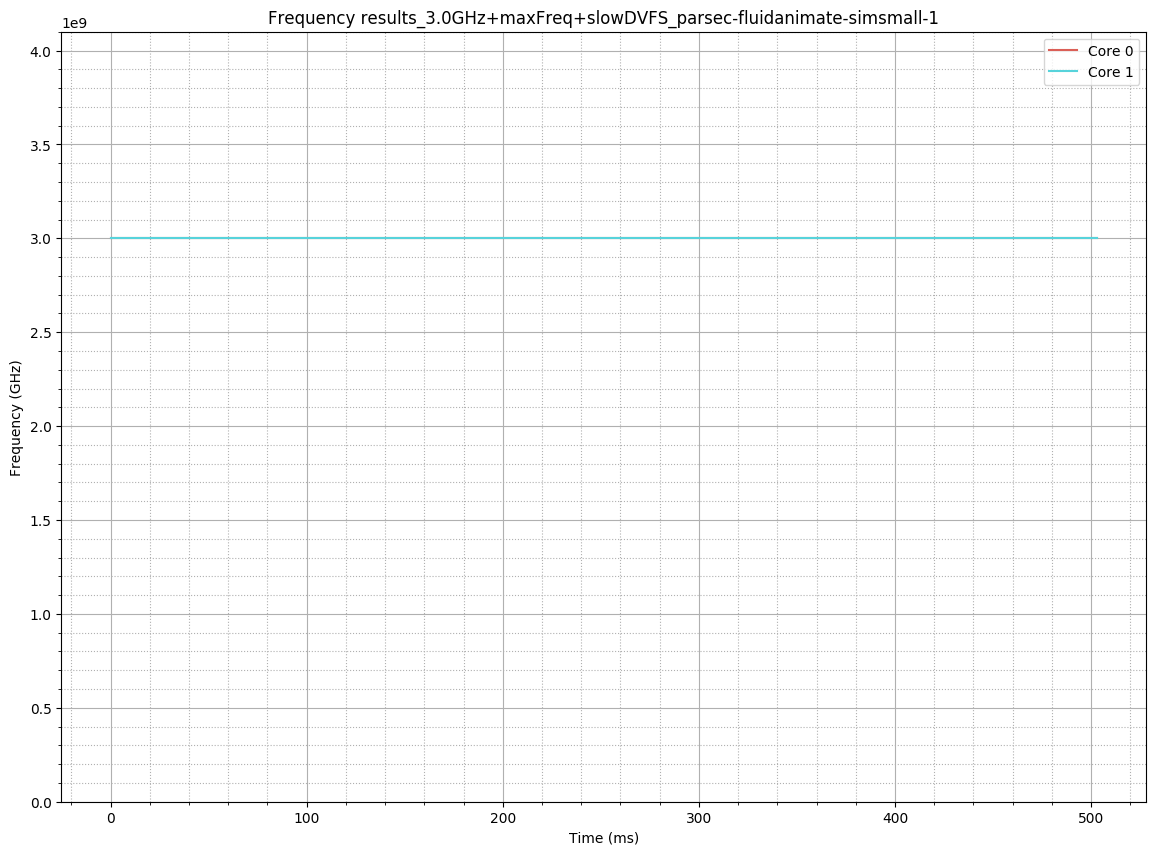 Frequency results_3.0GHz+maxFreq+slowDVFS_parsec-fluidanimate-simsmall-1
1e9
Core 0
Core 1
4.0
3.5
3.0
2.5
2.0
1.5
1.0
0.5
0.0
Frequency (GHz)
0 100 200 300 400 500
Time (ms)